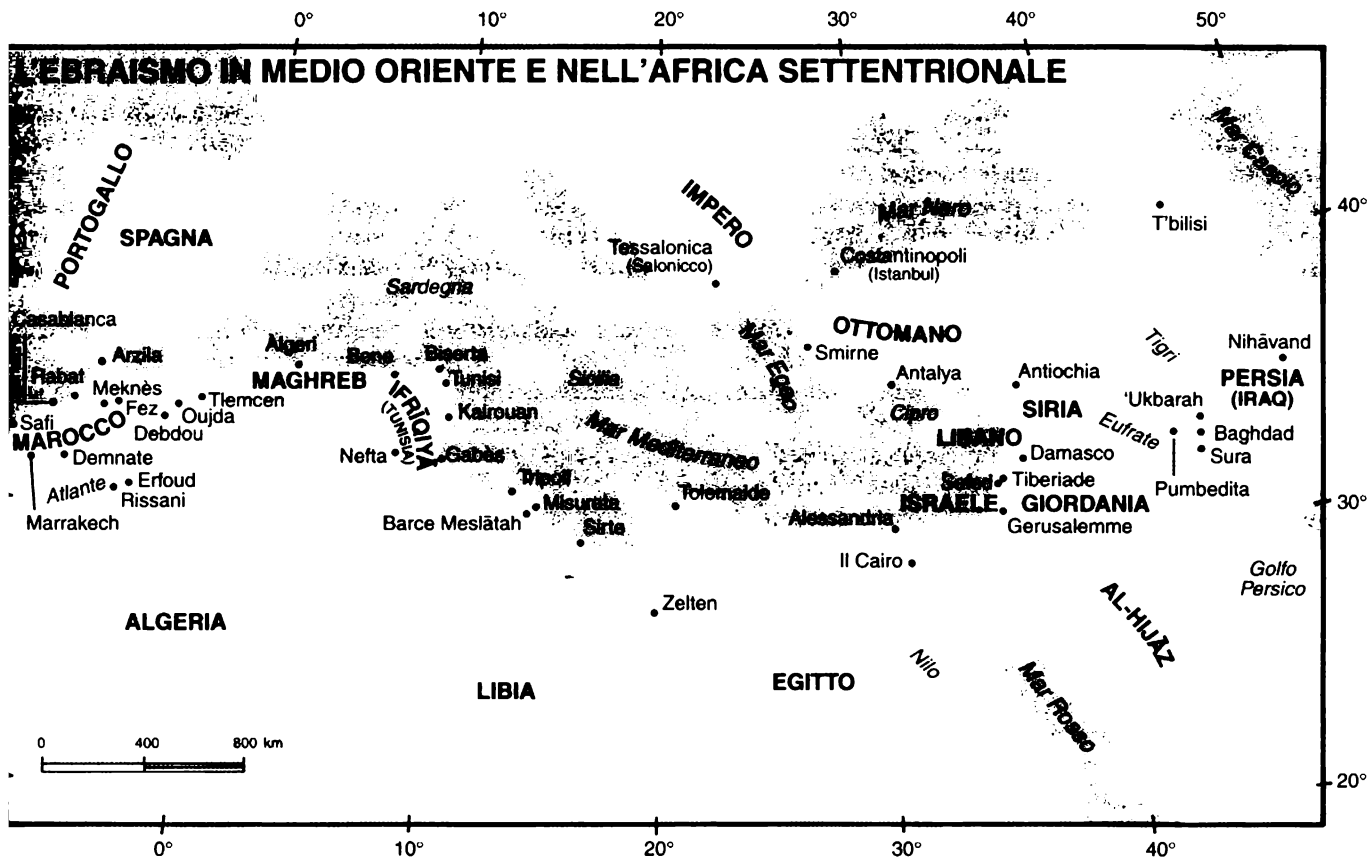 0° 10° 20° 30° 40° 50°
L'EBRAISMO IN MEDIO ORIENTE E NELL'AFRICA SETTENTRIONALE
Mar Caspio
PORTOGALLO
SPAGNA
IMPERO
Mar Nero
40°
T'bilisi
Tessalonica
(Salonicco)
Costantinopoli
(Istanbul)
Sardegna
Casablanca
OTTOMANO
Mar Egeo
Smirne
Tigri
Nihāvand
Arzila
Algeri
Bona
Biserta
Rabat
Meknès
MAGHREB
Tunisi
Sicilia
Antalya
Antiochia
PERSIA
(IRAQ)
Tlemcen
Fez
Oujda
IFRĪQIYA
(TUNISIA)
Kairouan
Cipro
SIRIA
'Ukbarah
Safi
MAROCCO
Debdou
Mar Mediterraneo
LIBANO
Eufrate
Baghdad
Demnate
Nefta
Gabès
Damasco
Sura
Atlante
Erfoud
Rissani
Tripoli
Tolemaide
Safed
Tiberiade
Pumbedita
Marrakech
Misurata
Barce Meslātah
Sirte
Alessandria
ISRAELE
GIORDANIA
30°
Gerusalemme
Il Cairo
Golfo
Persico
Zelten
AL-HIJĀZ
ALGERIA
Nilo
LIBIA
EGITTO
Mar Rosso
0 400 800 km
20°
0° 10° 20° 30° 40°